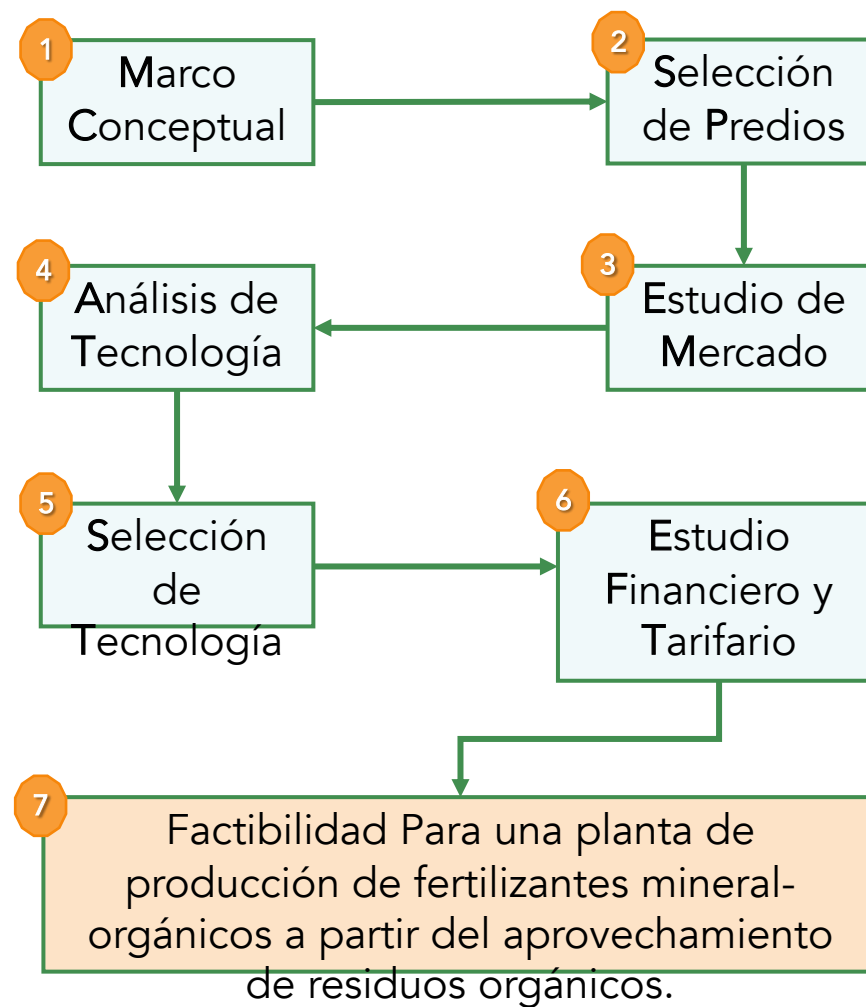 1
Marco
Conceptual
2
Selección
de Predios
3
Estudio de
Mercado
4
Análisis de
Tecnología
5
Selección
de
Tecnología
6
Estudio
Financiero y
Tarifario
7
Factibilidad Para una planta de
producción de fertilizantes mineral-
orgánicos a partir del aprovechamiento
de residuos orgánicos.